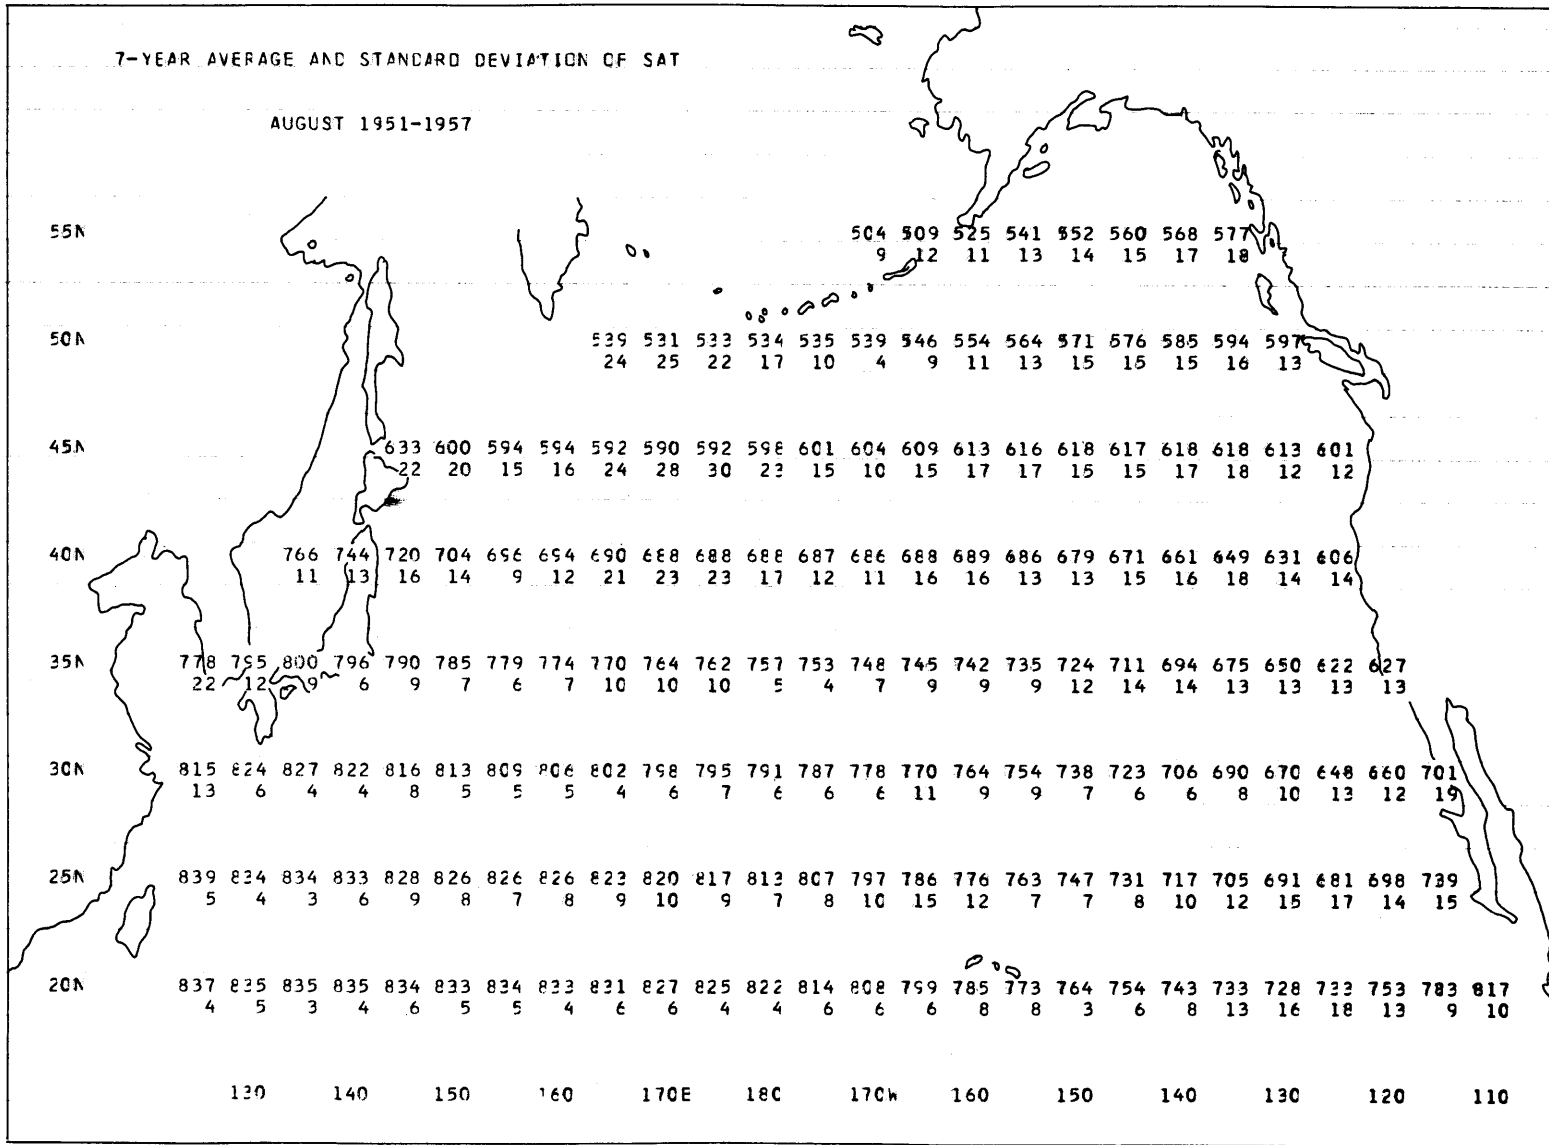 7-YEAR AVERAGE AND STANDARD DEVIATION OF SAT
AUGUST 1951-1957
55N 504 509 525 541 552 560 568 577
9 12 11 13 14 15 17 18
50N 539 531 533 534 535 539 546 554 564 571 576 585 594 597
24 25 22 17 10 4 9 11 13 15 15 15 16 13
45N 633 600 594 594 592 590 592 598 601 604 609 613 616 618 617 618 618 613 601
22 20 15 16 24 28 30 23 15 10 15 17 17 15 15 17 18 12 12
40N 766 744 720 704 696 694 690 688 688 688 687 686 688 689 686 679 671 661 649 631 606
11 13 16 14 9 12 21 23 23 17 12 11 16 16 13 13 15 16 18 14 14
35N 778 795 800 796 790 785 779 774 770 764 762 757 753 748 745 742 735 724 711 694 675 650 622 627
22 12 9 6 9 7 6 7 10 10 10 5 4 7 9 9 9 12 14 14 13 13 13 13
30N 815 824 827 822 816 813 809 806 802 798 795 791 787 778 770 764 754 738 723 706 690 670 648 660 701
13 6 4 4 8 5 5 5 4 6 7 6 6 6 11 9 9 7 6 6 8 10 13 12 19
25N 839 834 834 833 828 826 826 826 823 820 817 813 807 797 786 776 763 747 731 717 705 691 681 698 739
5 4 3 6 9 8 7 8 9 10 9 7 8 10 15 12 7 7 8 10 12 15 17 14 15
20N 837 835 835 835 834 833 834 833 831 827 825 822 814 808 799 785 773 764 754 743 733 728 733 753 783 817
4 5 3 4 6 5 5 4 6 6 4 4 6 6 6 8 8 3 6 8 13 16 18 13 9 10
130 140 150 160 170E 180 170W 160 150 140 130 120 110